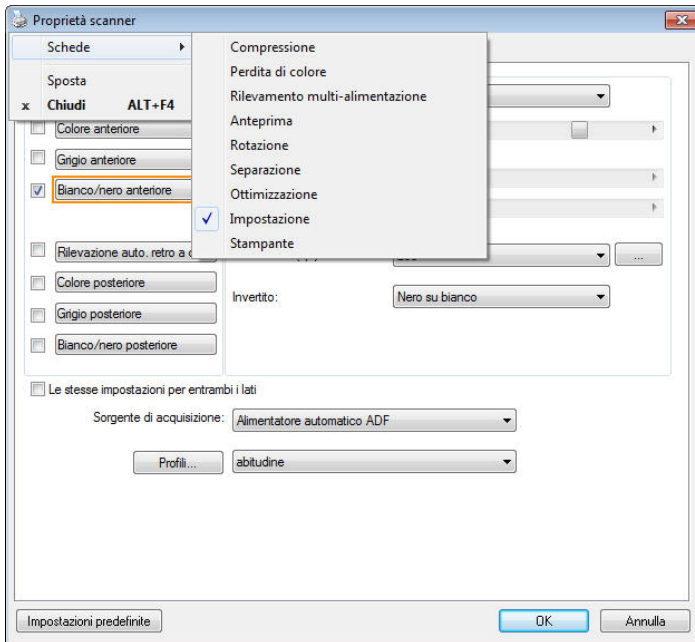 Proprietà scanner
Schede
Sposta
x Chiudi ALT+F4
Compressione
Perdita di colore
Rilevamento multi-alimentazione
Anteprima
Rotazione
Separazione
Ottimizzazione
Impostazione
Stampante
Colore anteriore
Grigio anteriore
Bianco/nero anteriore
Rilevazione auto. retro a
...
Colore posteriore
Invertito: Nero su bianco
Grigio posteriore
Bianco/nero posteriore
Le stesse impostazioni per entrambi i lati
Sorgente di acquisizione: Alimentatore automatico ADF
Profili... abitudine
Impostazioni predefinite OK Annulla